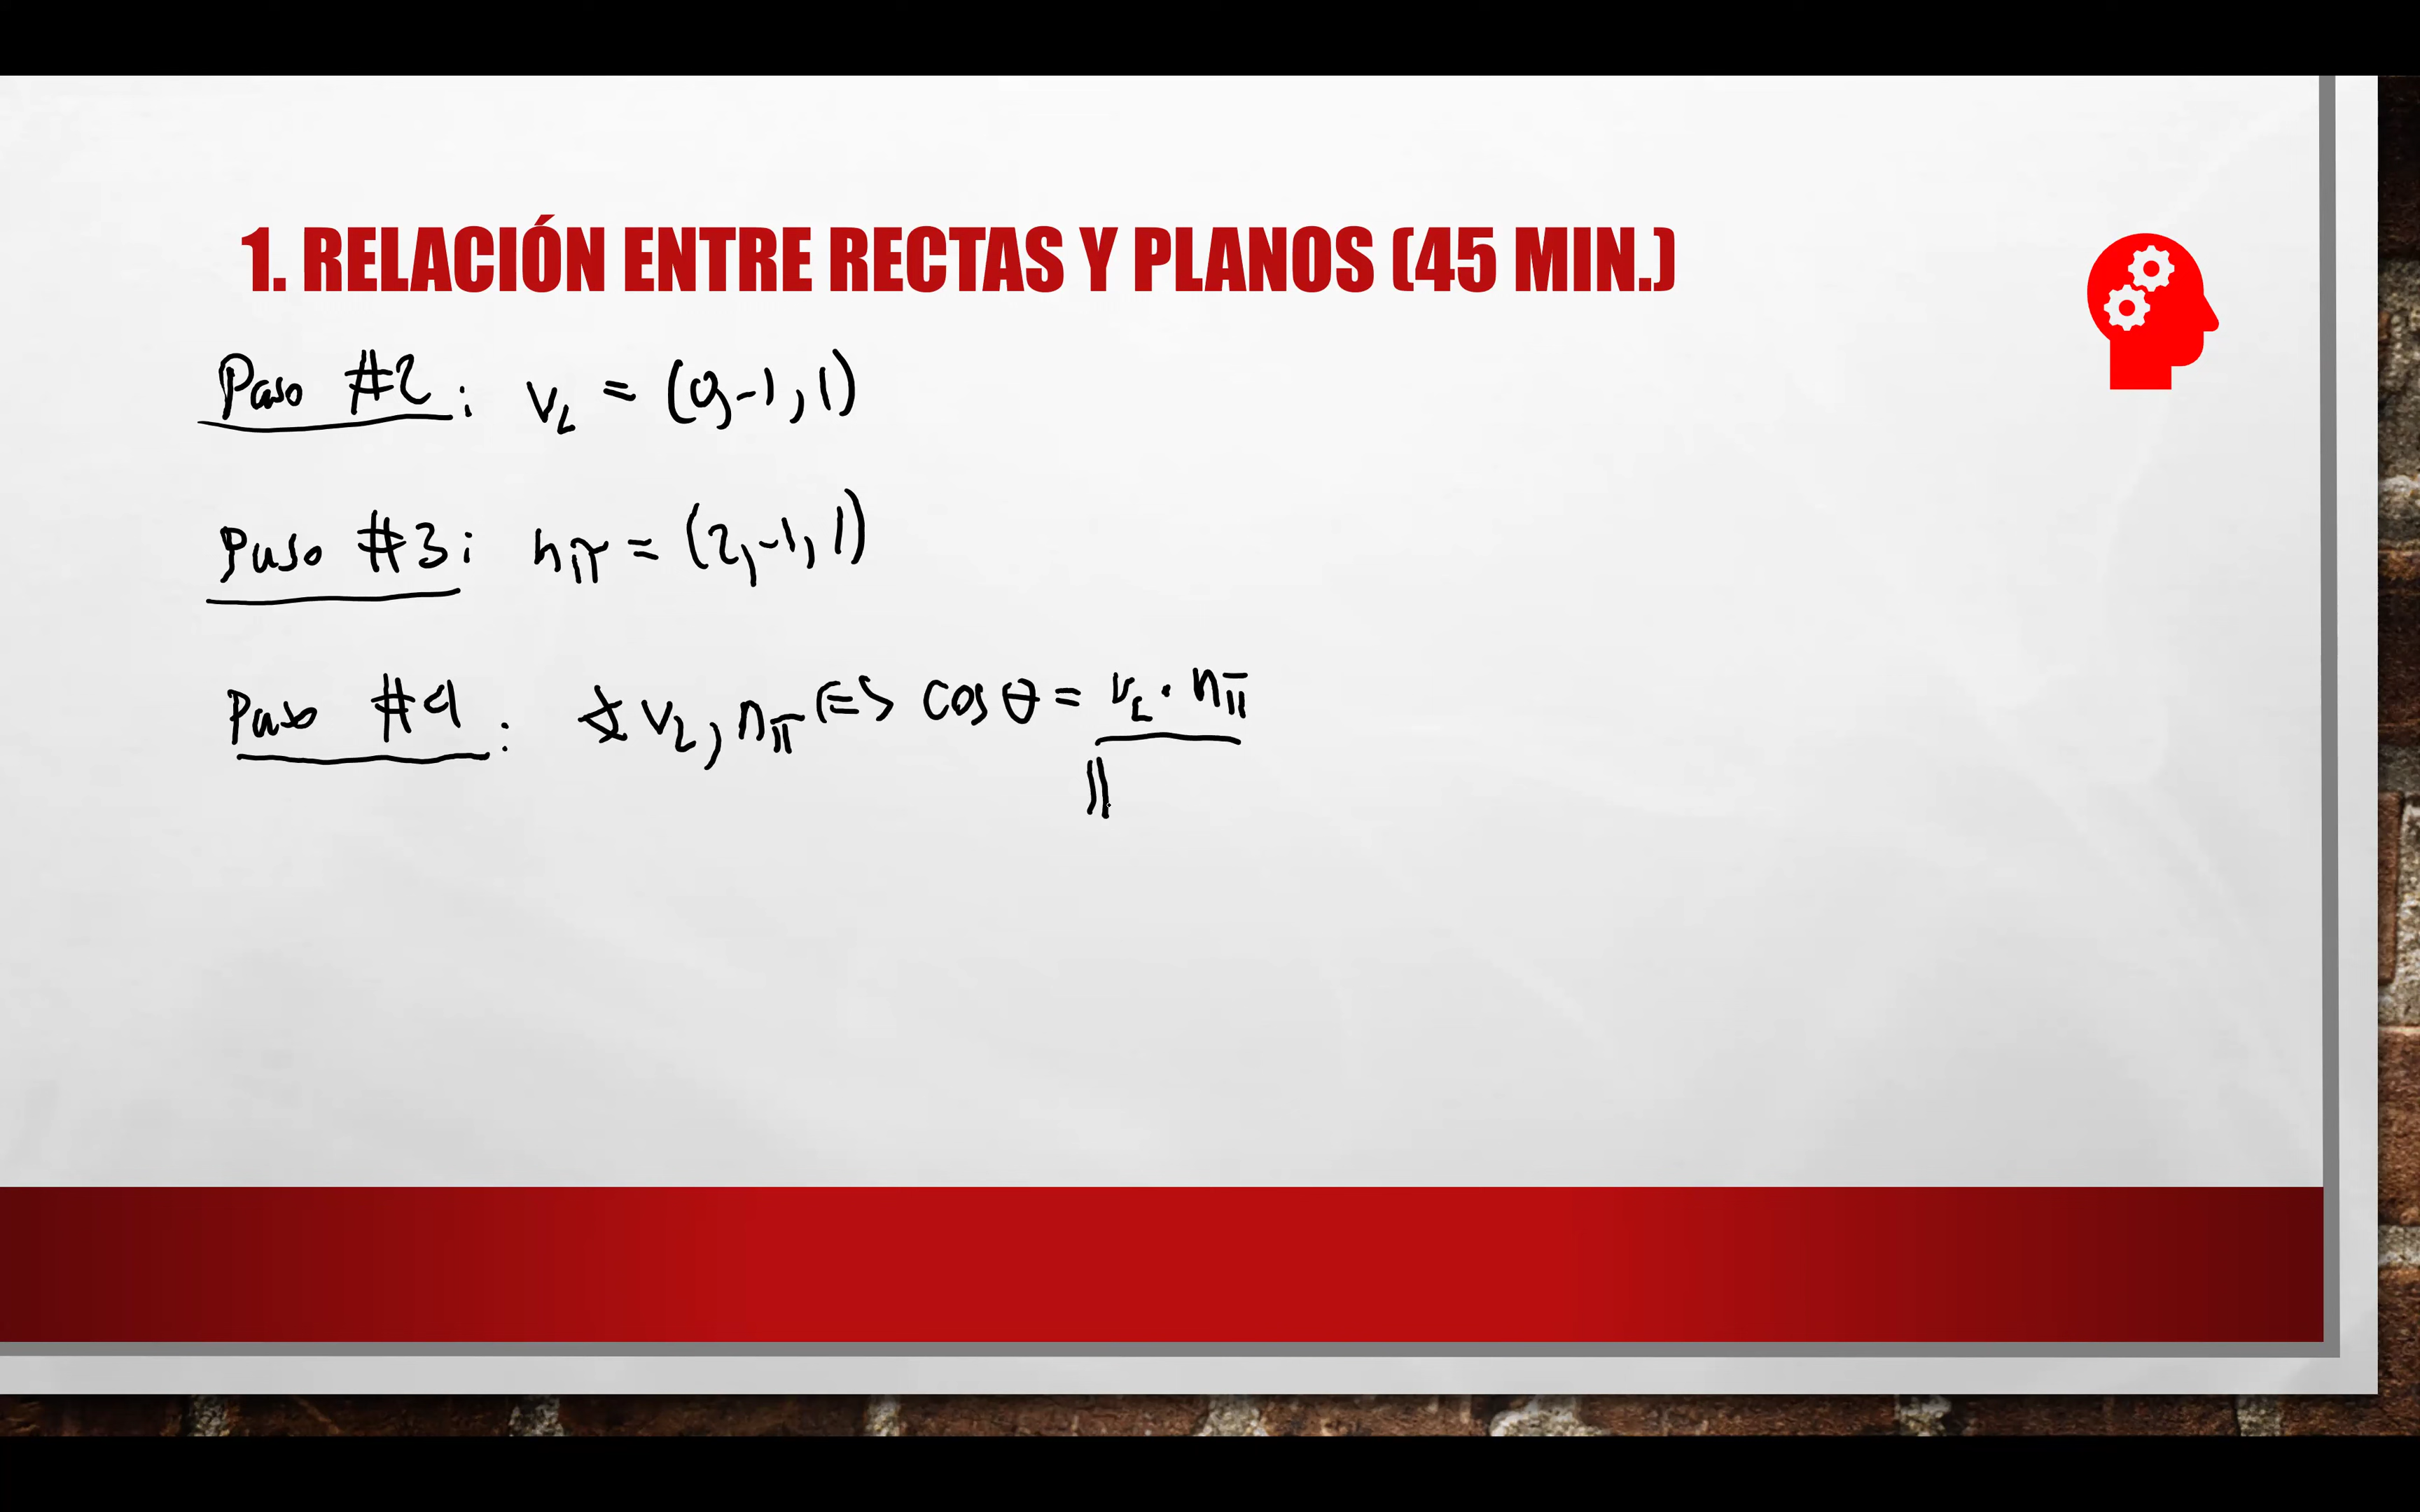 1. RELACIÓN ENTRE RECTAS Y PLANOS (45 MIN.)
Paso #2: v_L = (0,-1,1)
Paso #3: n_π = (2,-1,1)
Paso #4: ∡ v_L, n_π ⇔ cos θ = v_L · n_π
||